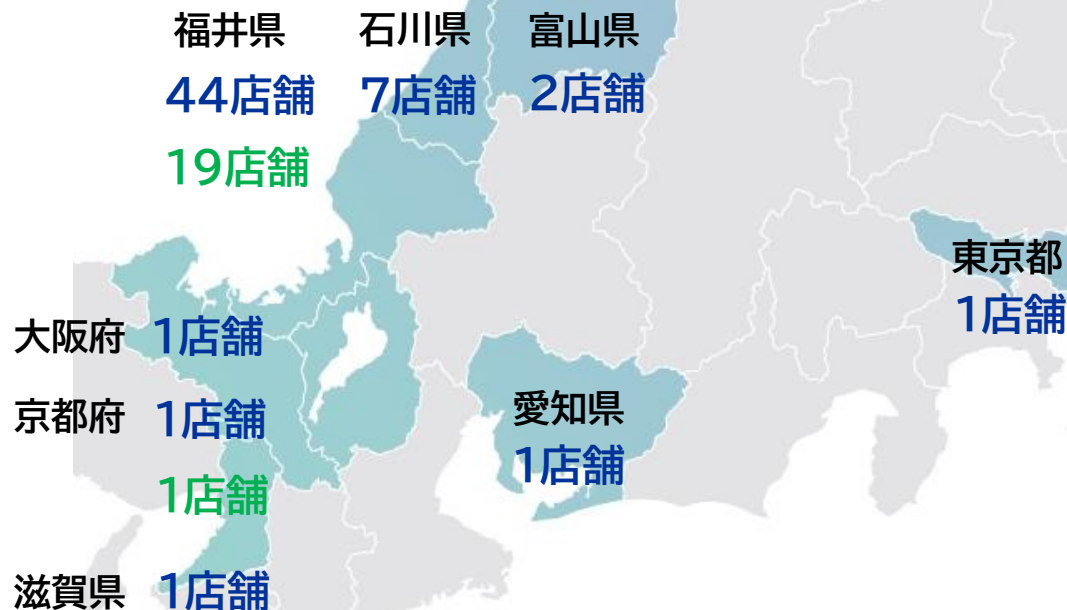 福井県 石川県 富山県
44店舗 7店舗 2店舗
19店舗
東京都
1店舗
大阪府 1店舗
京都府 1店舗
1店舗
愛知県
1店舗
滋賀県 1店舗